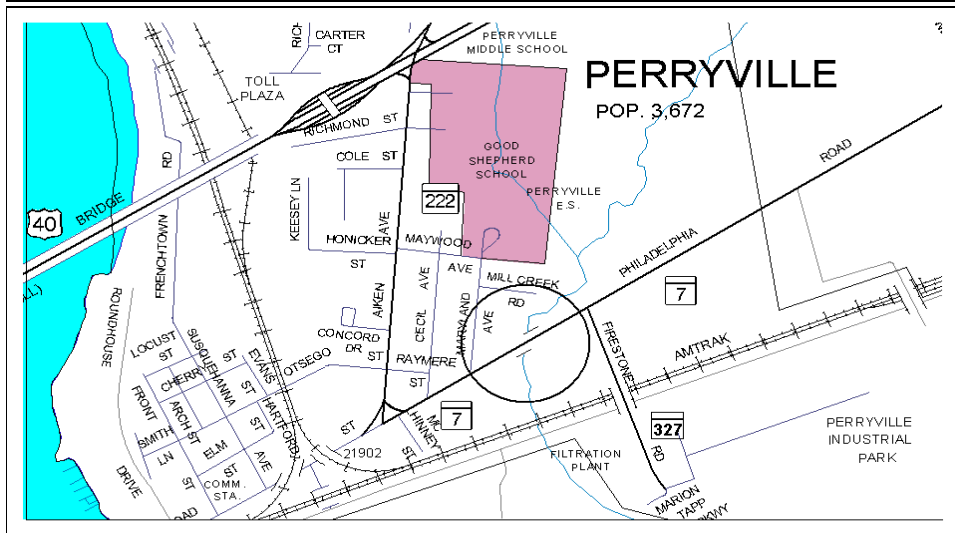 PERRYVILLE
MIDDLE SCHOOL
CARTER
CT
RICH
TOLL
PLAZA
PERRYVILLE
POP. 3,672
RICHMOND ST
COLE ST
GOOD
SHEPHERD
SCHOOL
PERRYVILLE
E.S.
ROAD
PHILADELPHIA
RD
FRENCHTOWN
BRIDGE
40
KEESEY LN
222
AVE
AIKEN
HONICKER
ST
MAYWOOD
AVE
MILL CREEK
RD
CECIL AVE
MARYLAND AVE
7
ROUNDHOUSE
DRIVE
CONCORD
DR
OTSEGO ST
RAYMERE
ST
AMTRAK
FIRESTONE
RD
327
LOCUST
ST
CHERRY ST
SUSQUEHANNA
AVE
EVANS
ST
HARTFORD
FRONT
ST
ARCH ST
SMITH
LN
ELM
ST
COMM.
STA.
OAD
ST
21902
7
MC
HINNEY
ST
FILTRATION
PLANT
PERRYVILLE
INDUSTRIAL
PARK
MARION
TAPP
PKWY